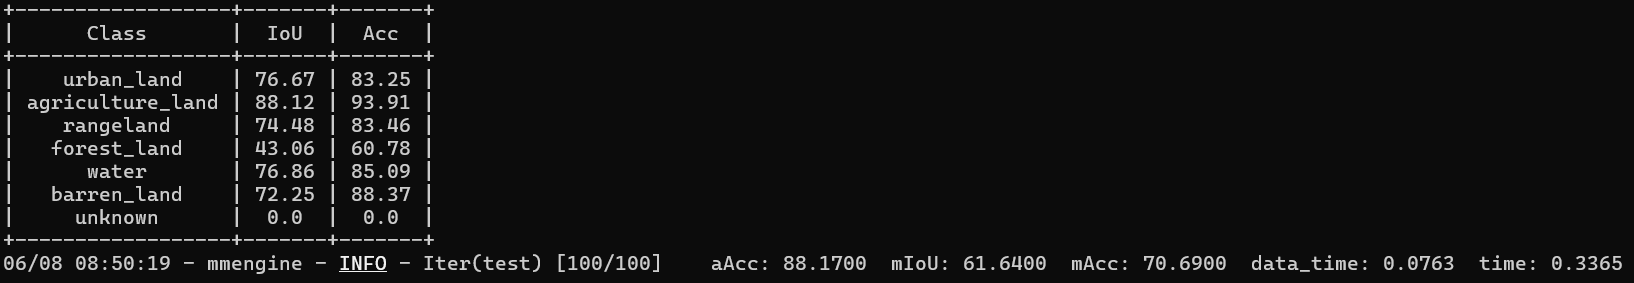 +------------------+-------+-------+
|      Class       |  IoU  |  Acc  |
+------------------+-------+-------+
|    urban_land    | 76.67 | 83.25 |
| agriculture_land | 88.12 | 93.91 |
|    rangeland     | 74.48 | 83.46 |
|   forest_land    | 43.06 | 60.78 |
|      water       | 76.86 | 85.09 |
|   barren_land    | 72.25 | 88.37 |
|     unknown      |  0.0  |  0.0  |
+------------------+-------+-------+
06/08 08:50:19 - mmengine - INFO - Iter(test) [100/100]    aAcc: 88.1700  mIoU: 61.6400  mAcc: 70.6900  data_time: 0.0763  time: 0.3365